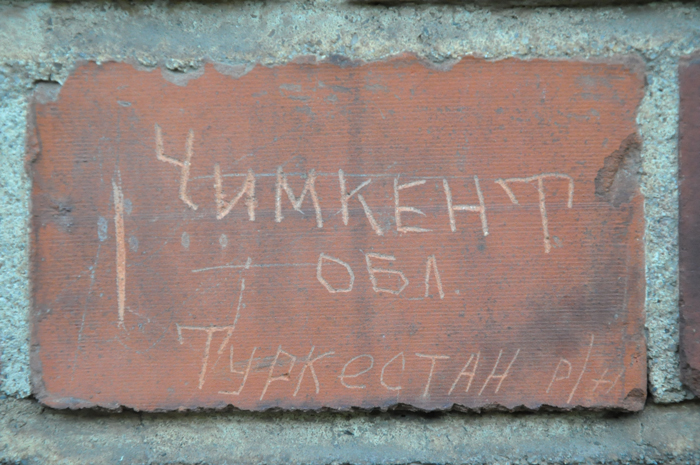 Чимкент
обл.
Туркестан р/н